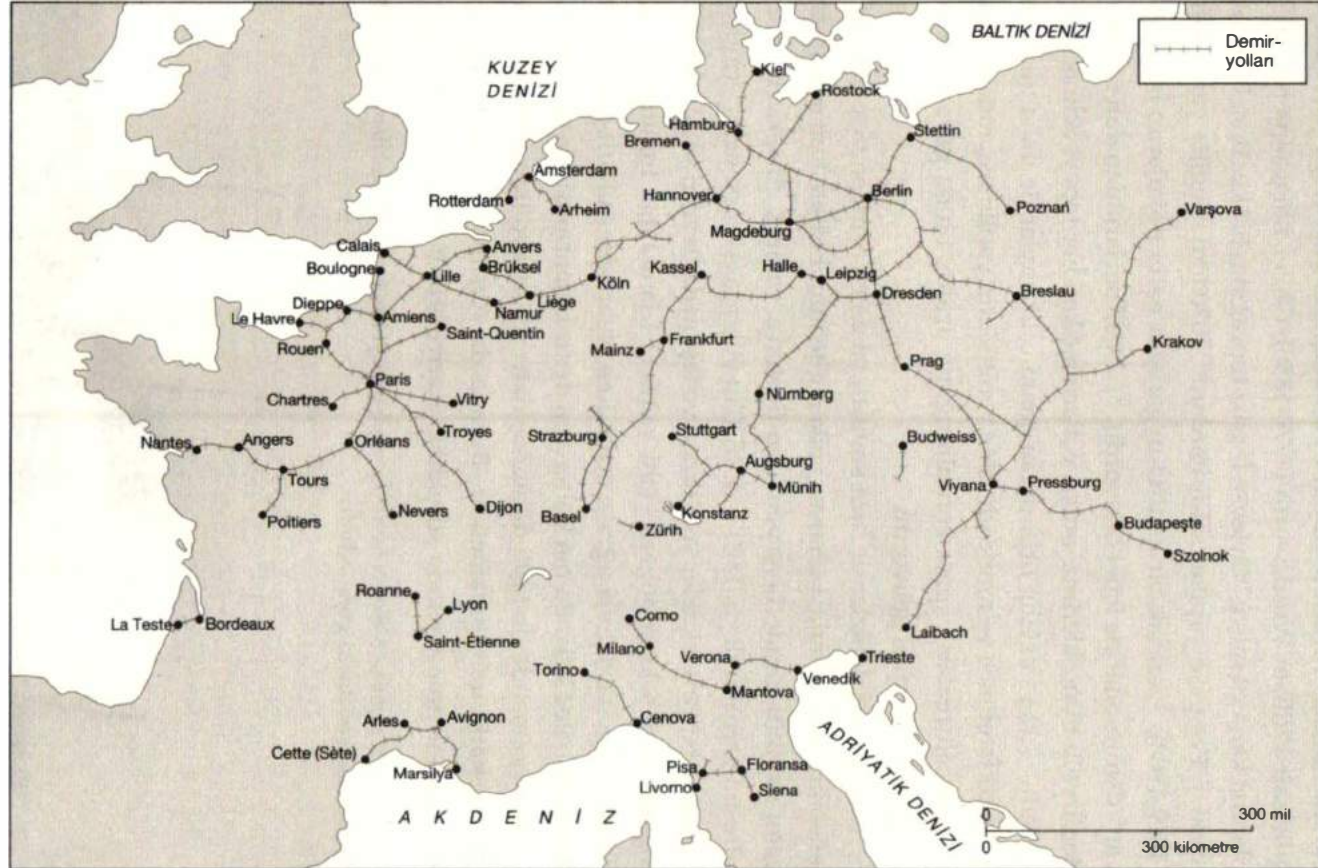 BALTIK DENİZİ
Demir-
yolları
KUZEY
DENİZİ
Kiel
Rostock
Hamburg
Stettin
Bremen
Amsterdam
Hannover
Berlin
Rotterdam
Arheim
Poznań
Varşova
Magdeburg
Calais
Anvers
Boulogne
Lille
Brüksel
Köln
Kassel
Halle
Leipzig
Liège
Dresden
Breslau
Dieppe
Namur
Le Havre
Amiens
Saint-Quentin
Rouen
Frankfurt
Mainz
Krakov
Prag
Paris
Nürnberg
Chartres
Vitry
Troyes
Strazburg
Stuttgart
Budweiss
Nantes
Angers
Orléans
Augsburg
Tours
Münih
Viyana
Pressburg
Poitiers
Nevers
Dijon
Basel
Konstanz
Zürih
Budapeşte
Szolnok
Roanne
Lyon
Como
La Teste
Bordeaux
Saint-Étienne
Laibach
Milano
Verona
Trieste
Torino
Venedik
Mantova
Arles
Avignon
Cenova
Cette (Sète)
Marsilya
Pisa
Floransa
Livorno
Siena
ADRİYATİK DENİZİ
AKDENİZ
0
300 mil
0
300 kilometre